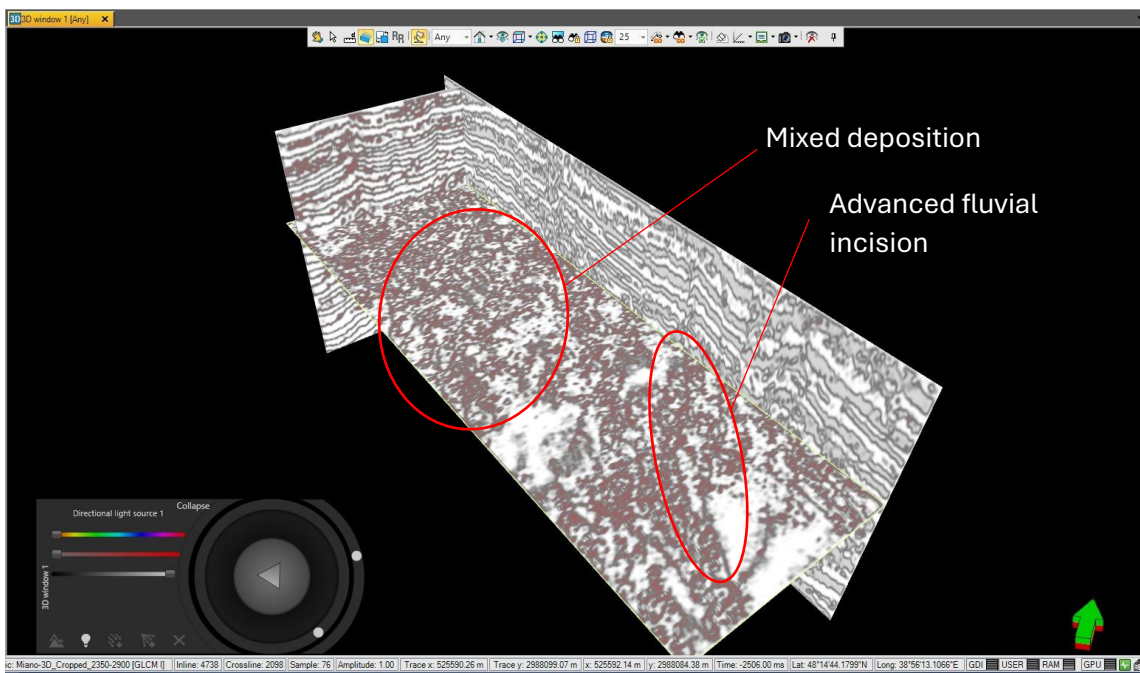 3D 3D window 1 [Any]
RR Any 25
Mixed deposition
Advanced fluvial
incision
Collapse
Directional light source 1
3D window 1
ic: Miano-3D_Cropped_2350-2900 [GLCM I] Inline: 4738 Crossline: 2098 Sample: 76 Amplitude: 1.00 Trace x: 525590.26 m Trace y: 2988099.07 m x: 525592.14 m y: 2988084.38 m Time: -2506.00 ms Lat: 48°14'44.1799"N Long: 38°56'13.1066"E GDI USER RAM GPU